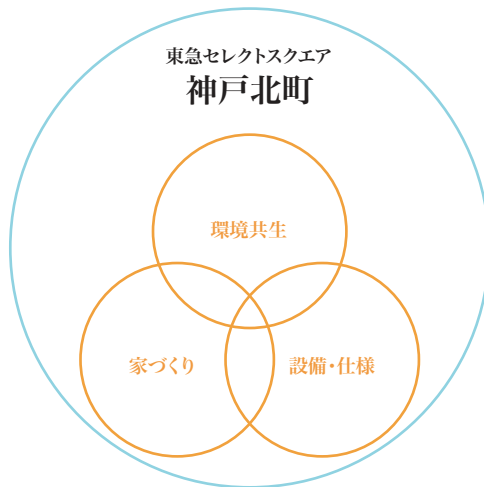 東急セレクトスクエア
神戸北町
環境共生
家づくり
設備・仕様